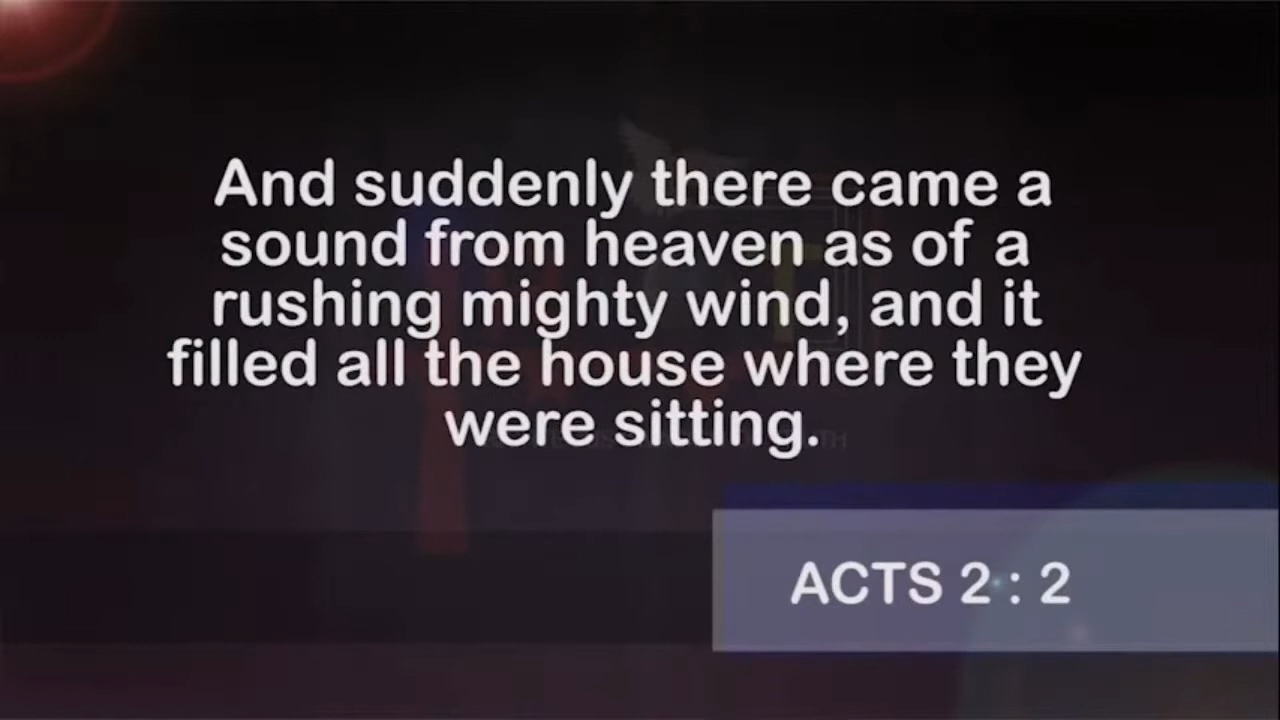 And suddenly there came a
sound from heaven as of a
rushing mighty wind, and it
filled all the house where they
were sitting.
ACTS 2 : 2